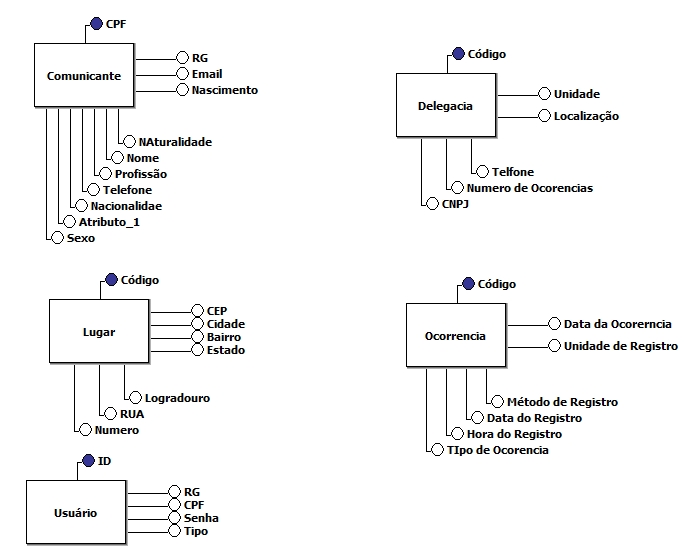 CPF
Comunicante
RG
Email
Nascimento
NAturalidade
Nome
Profissão
Telefone
Nacionalidae
Atributo_1
Sexo
Código
Delegacia
Unidade
Localização
Telfone
Numero de Ocorencias
CNPJ
Código
Lugar
CEP
Cidade
Bairro
Estado
Logradouro
RUA
Numero
Código
Ocorrencia
Data da Ocorerncia
Unidade de Registro
Método de Registro
Data do Registro
Hora do Registro
TIpo de Ocorencia
ID
Usuário
RG
CPF
Senha
Tipo